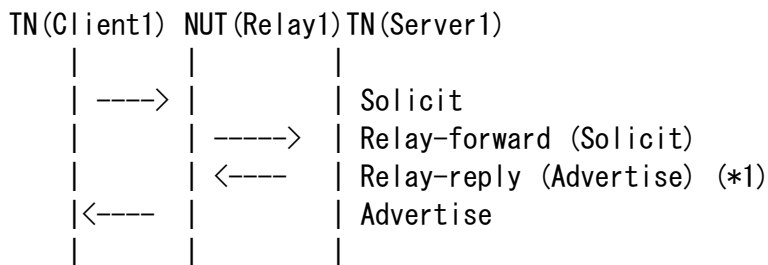 TN(Client1) NUT(Relay1)TN(Server1)
| | |
| ----> | | Solicit
| | -----> | Relay-forward (Solicit)
| | <---- | Relay-reply (Advertise) (*1)
|<---- | | Advertise
| | |